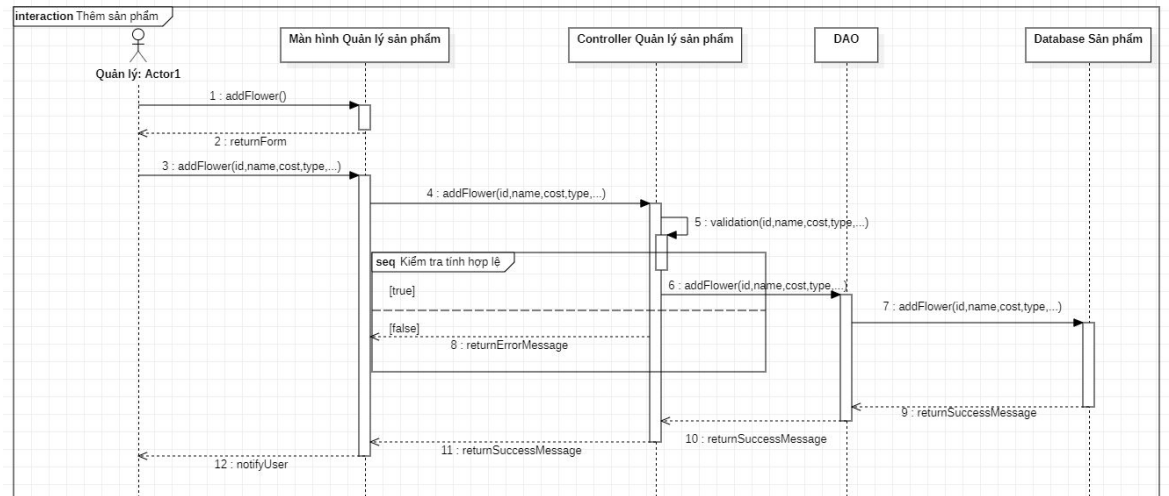 interaction Thêm sản phẩm
Quản lý: Actor1
Màn hình Quản lý sản phẩm
Controller Quản lý sản phẩm
DAO
Database Sản phẩm
1 : addFlower()
2 : returnForm
3 : addFlower(id,name,cost,type,...)
4 : addFlower(id,name,cost,type,...)
5 : validation(id,name,cost,type,...)
seq Kiểm tra tính hợp lệ
[true]
6 : addFlower(id,name,cost,type,...)
7 : addFlower(id,name,cost,type,...)
[false]
8 : returnErrorMessage
9 : returnSuccessMessage
10 : returnSuccessMessage
11 : returnSuccessMessage
12 : notifyUser